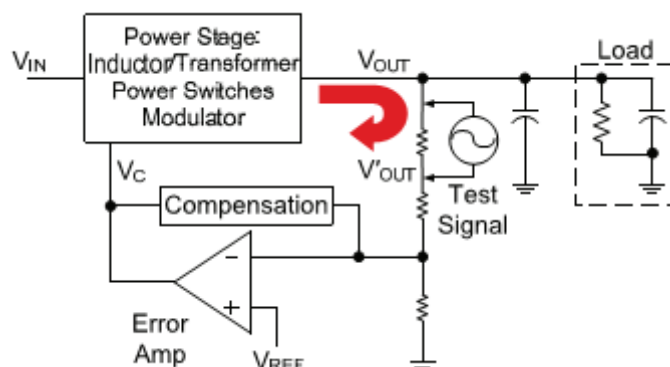 Power Stage:
Inductor/Transformer
Power Switches
Modulator
VIN
VOUT
Load
V'OUT
Test
Signal
VC
Compensation
−
+
Error
Amp
VREF